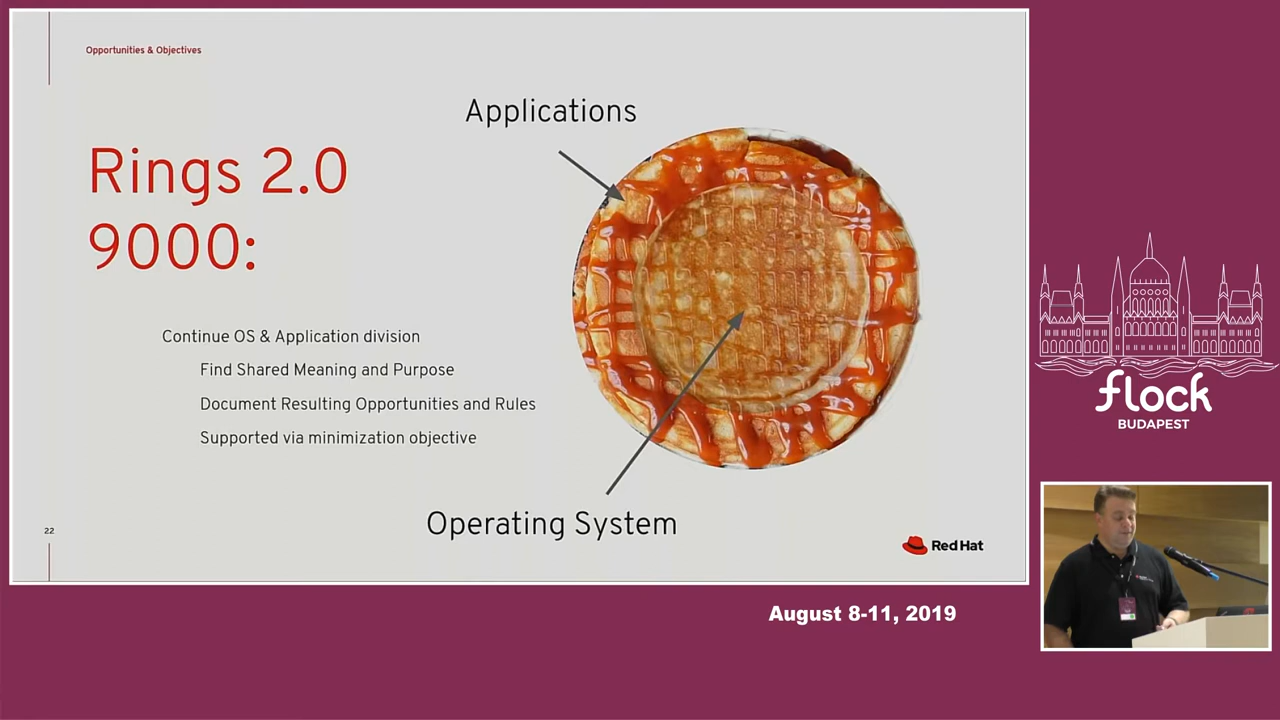 Opportunities & Objectives
Rings 2.0
9000:
Continue OS & Application division
Find Shared Meaning and Purpose
Document Resulting Opportunities and Rules
Supported via minimization objective
Applications
Operating System
22
Red Hat
flock
BUDAPEST
August 8-11, 2019